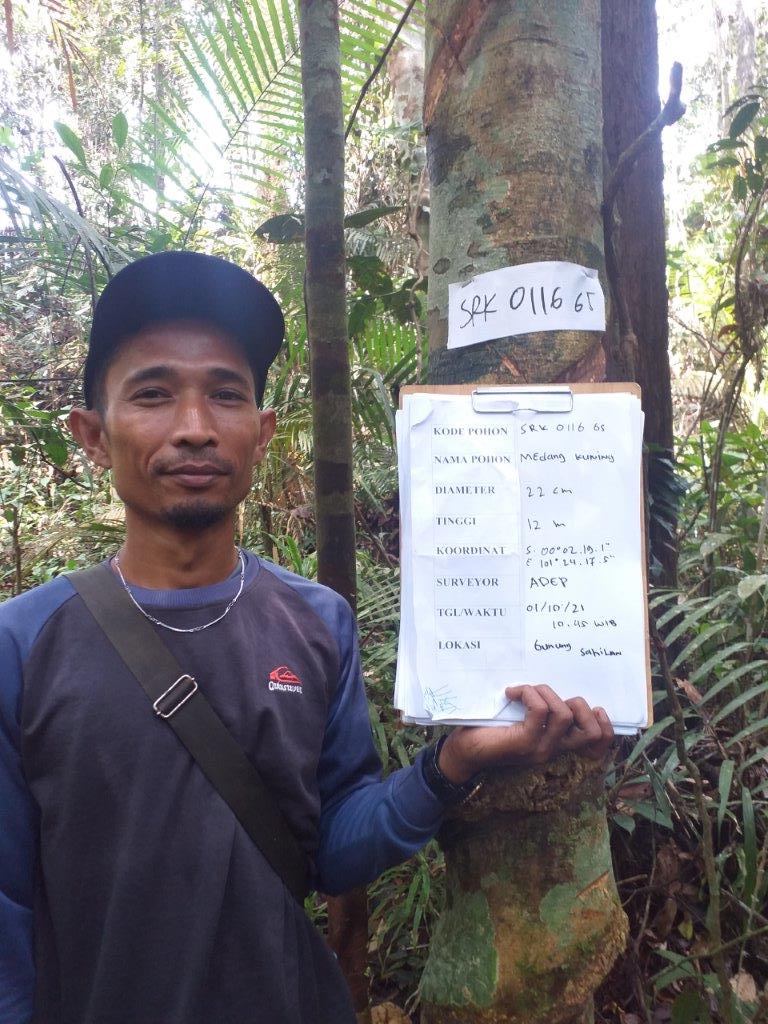 SRK 0116 65
KODE POHON SRK 0116 65
NAMA POHON MEdang kuning
DIAMETER 22 cm
TINGGI 12 m
KOORDINAT S. 00°02.19.1"
E 101°24.17.5"
SURVEYOR ADEP
TGL/WAKTU 01/10/21
10.45 WIB
LOKASI Gunung Sahilan
Quiksilver